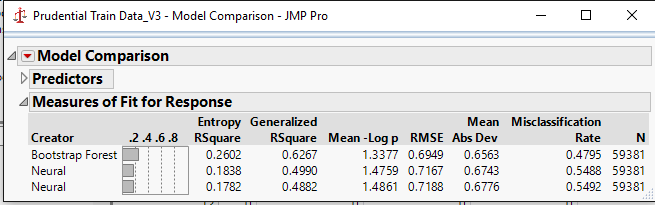 Prudential Train Data_V3 - Model Comparison - JMP Pro
Model Comparison
Predictors
Measures of Fit for Response
Entropy Generalized Mean Misclassification
Creator .2 .4 .6 .8 RSquare RSquare Mean -Log p RMSE Abs Dev Rate N
Bootstrap Forest 0.2602 0.6267 1.3377 0.6949 0.6563 0.4795 59381
Neural 0.1838 0.4990 1.4759 0.7167 0.6743 0.5488 59381
Neural 0.1782 0.4882 1.4861 0.7188 0.6776 0.5492 59381